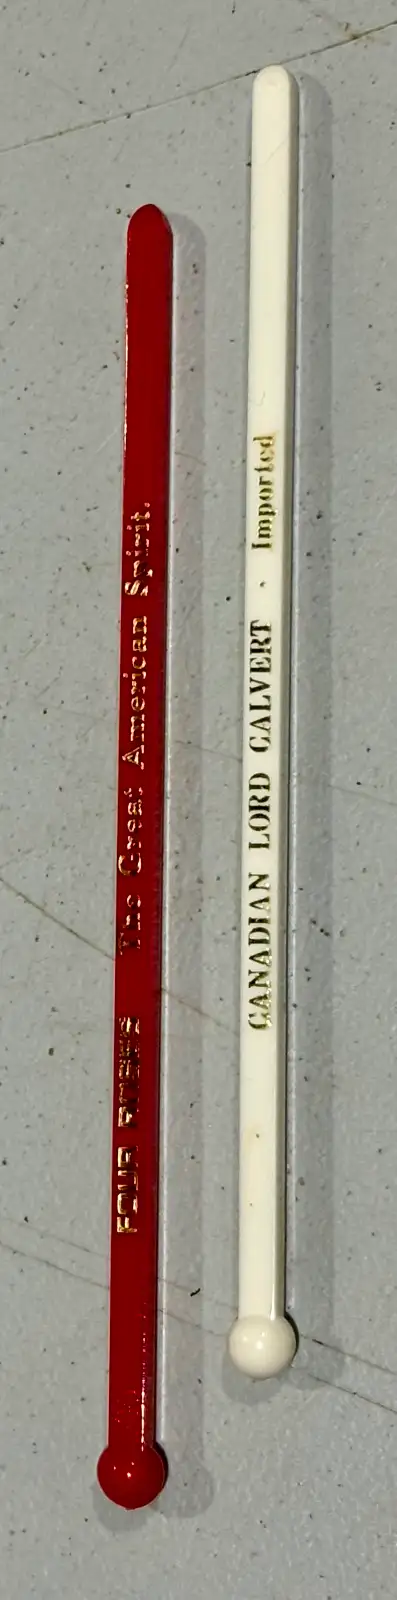 FOUR ROSES The Great American Spirit.
CANADIAN LORD CALVERT · Imported